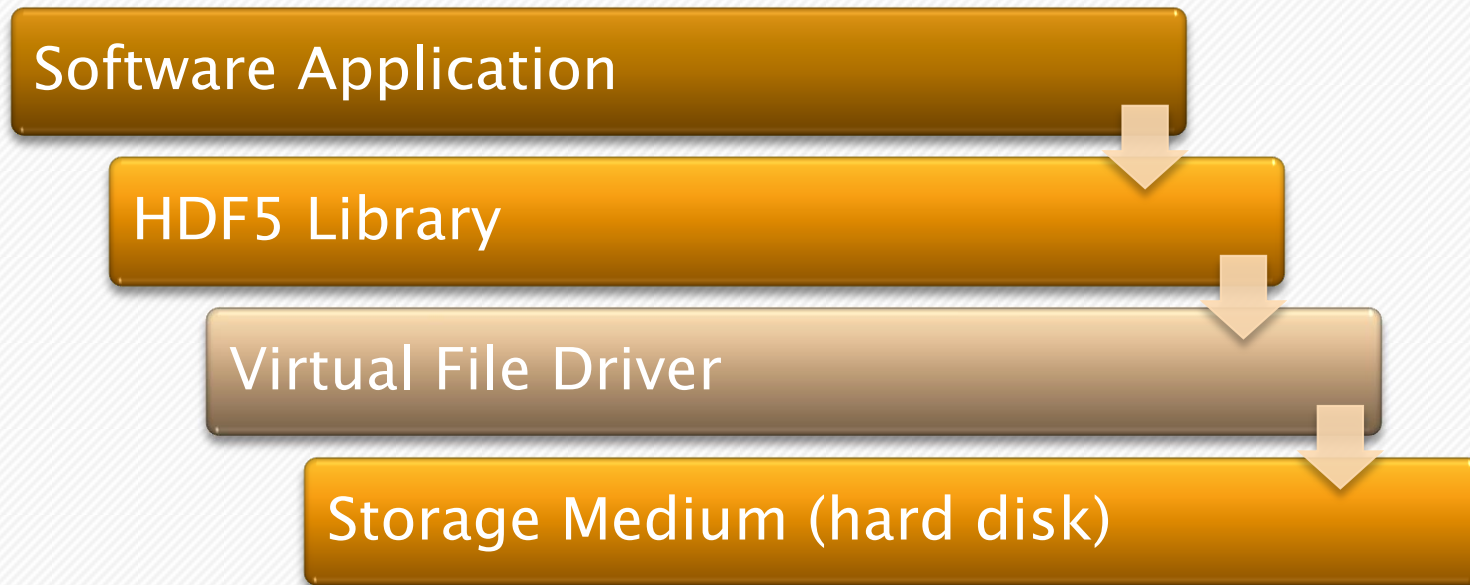 Software Application
HDF5 Library
Virtual File Driver
Storage Medium (hard disk)